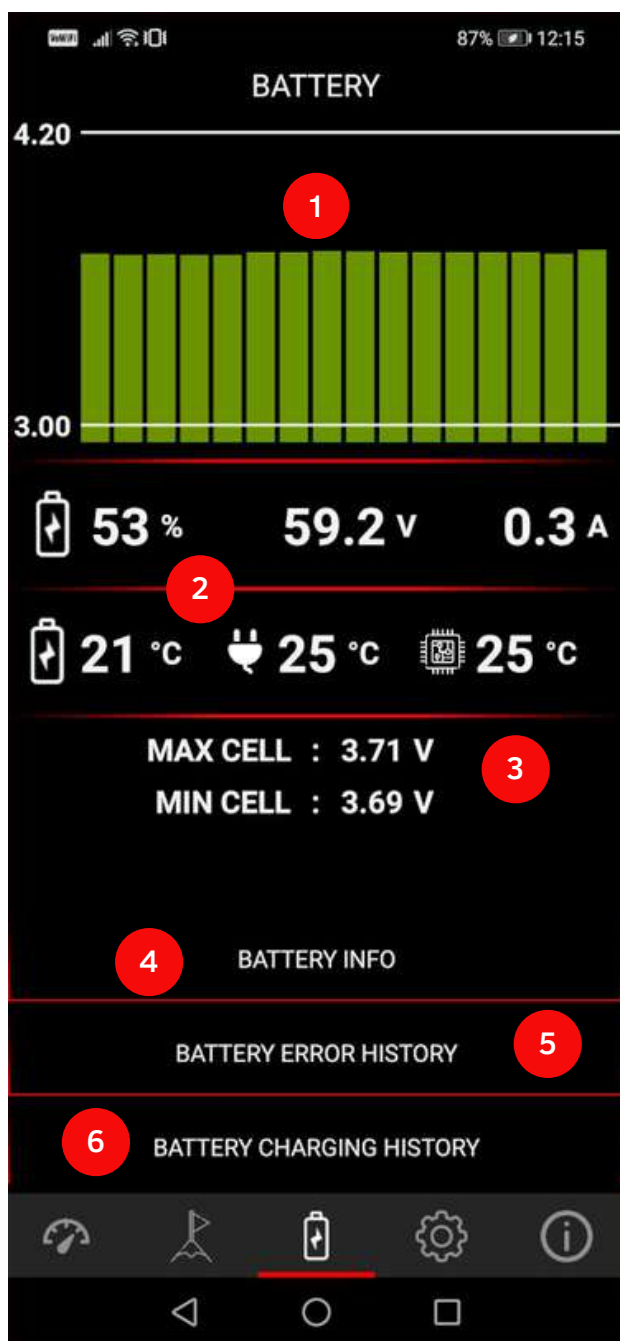 VoWiFi 87% 12:15
BATTERY
4.20
1
3.00
53 % 59.2 V 0.3 A
2
21 °C 25 °C 25 °C
MAX CELL : 3.71 V
3
MIN CELL : 3.69 V
4 BATTERY INFO
BATTERY ERROR HISTORY 5
6 BATTERY CHARGING HISTORY